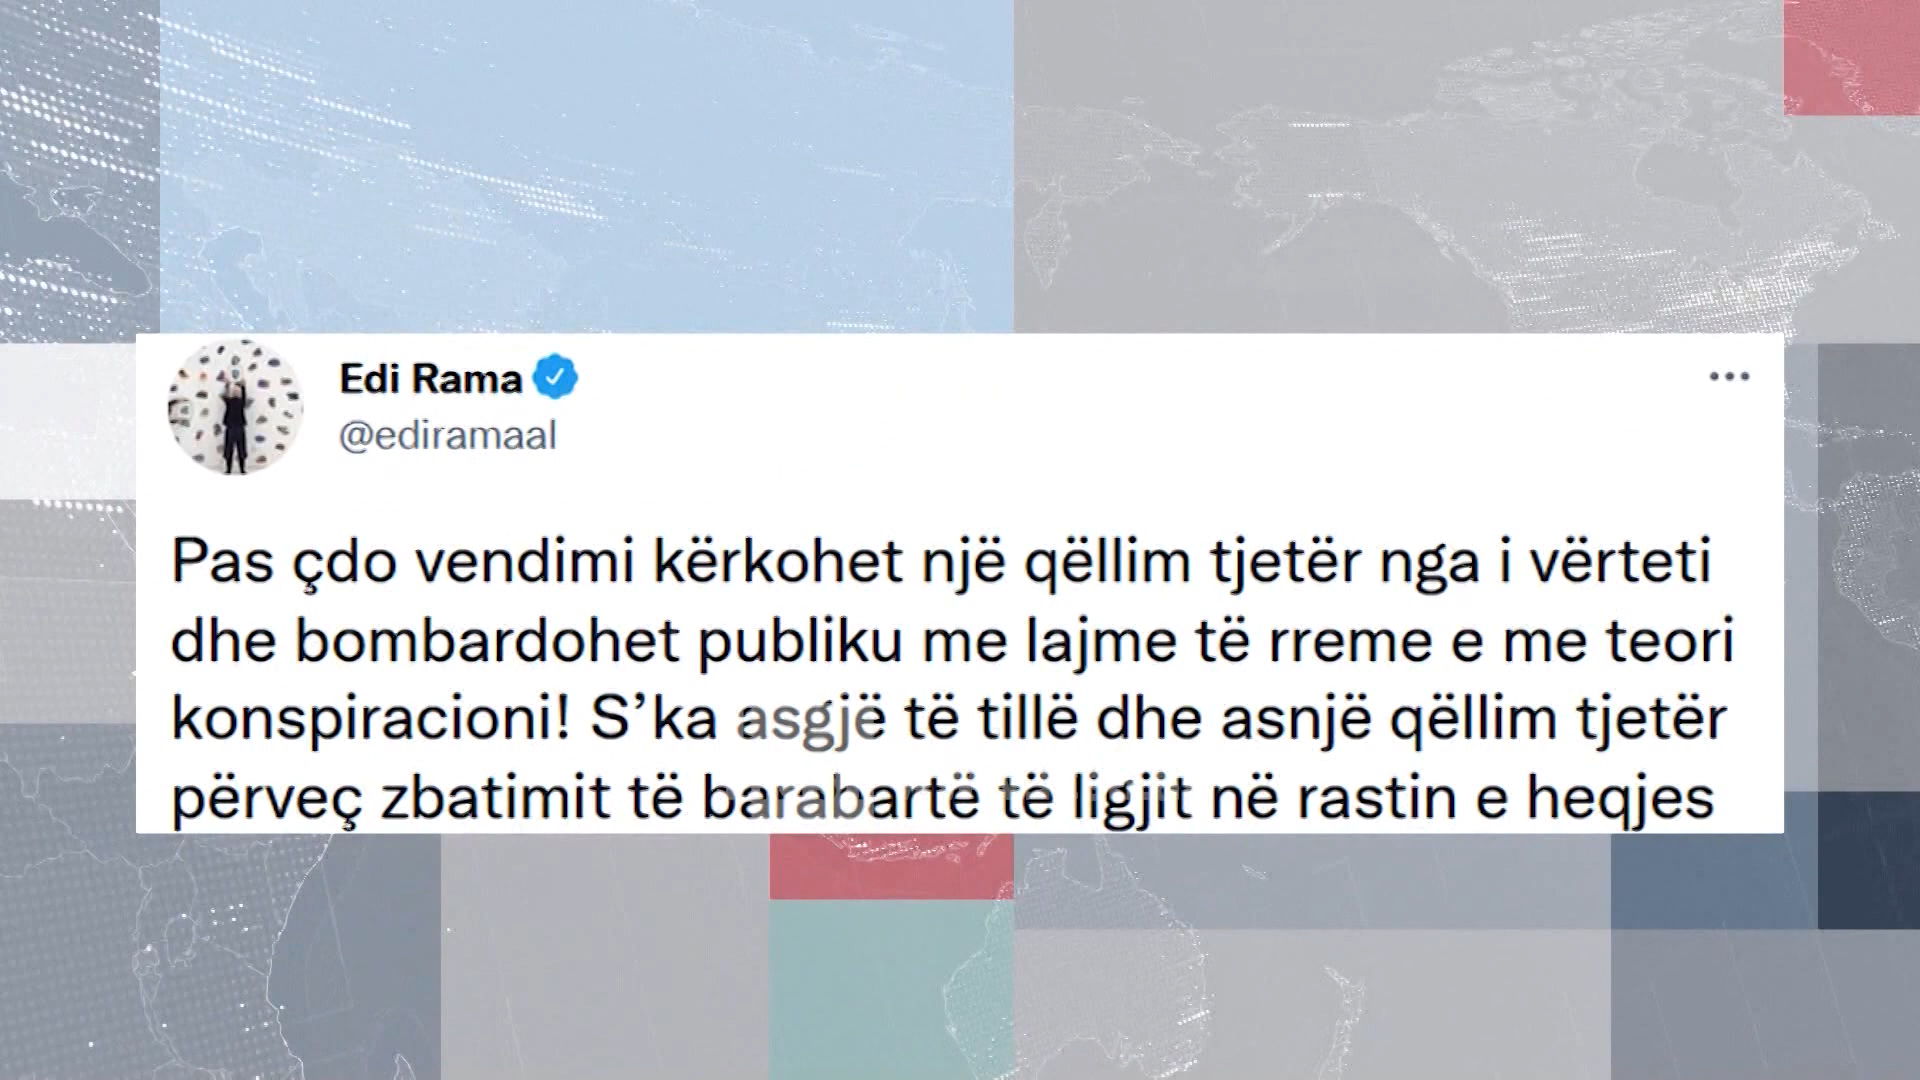 Edi Rama
@ediramaal
Pas çdo vendimi kërkohet një qëllim tjetër nga i vërteti
dhe bombardohet publiku me lajme të rreme e me teori
konspiracioni! S’ka asgjë të tillë dhe asnjë qëllim tjetër
përveç zbatimit të barabartë të ligjit në rastin e heqjes